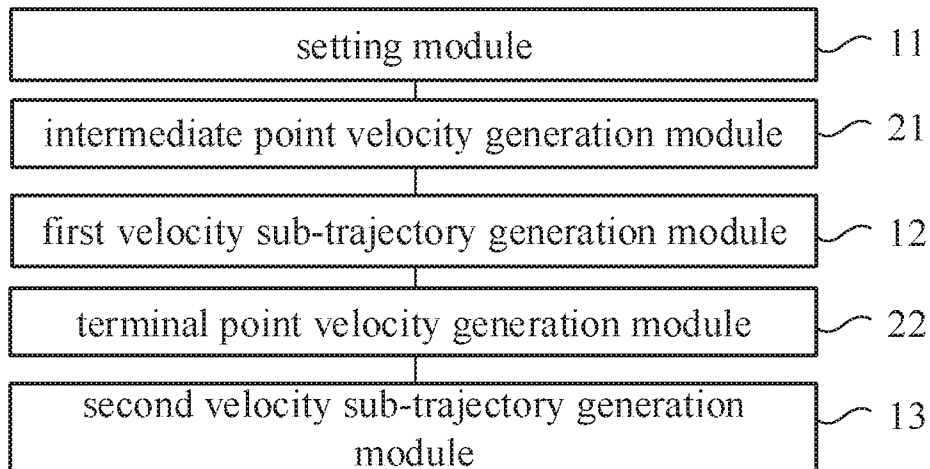 setting module 11
intermediate point velocity generation module 21
first velocity sub-trajectory generation module 12
terminal point velocity generation module 22
second velocity sub-trajectory generation
module 13